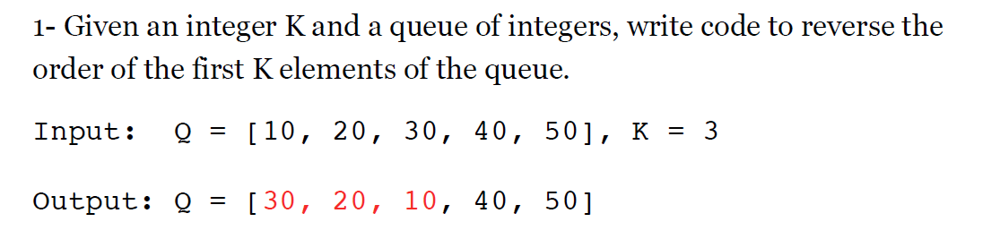 1- Given an integer K and a queue of integers, write code to reverse the
order of the first K elements of the queue.
Input:  Q = [10, 20, 30, 40, 50], K = 3
Output: Q = [30, 20, 10, 40, 50]